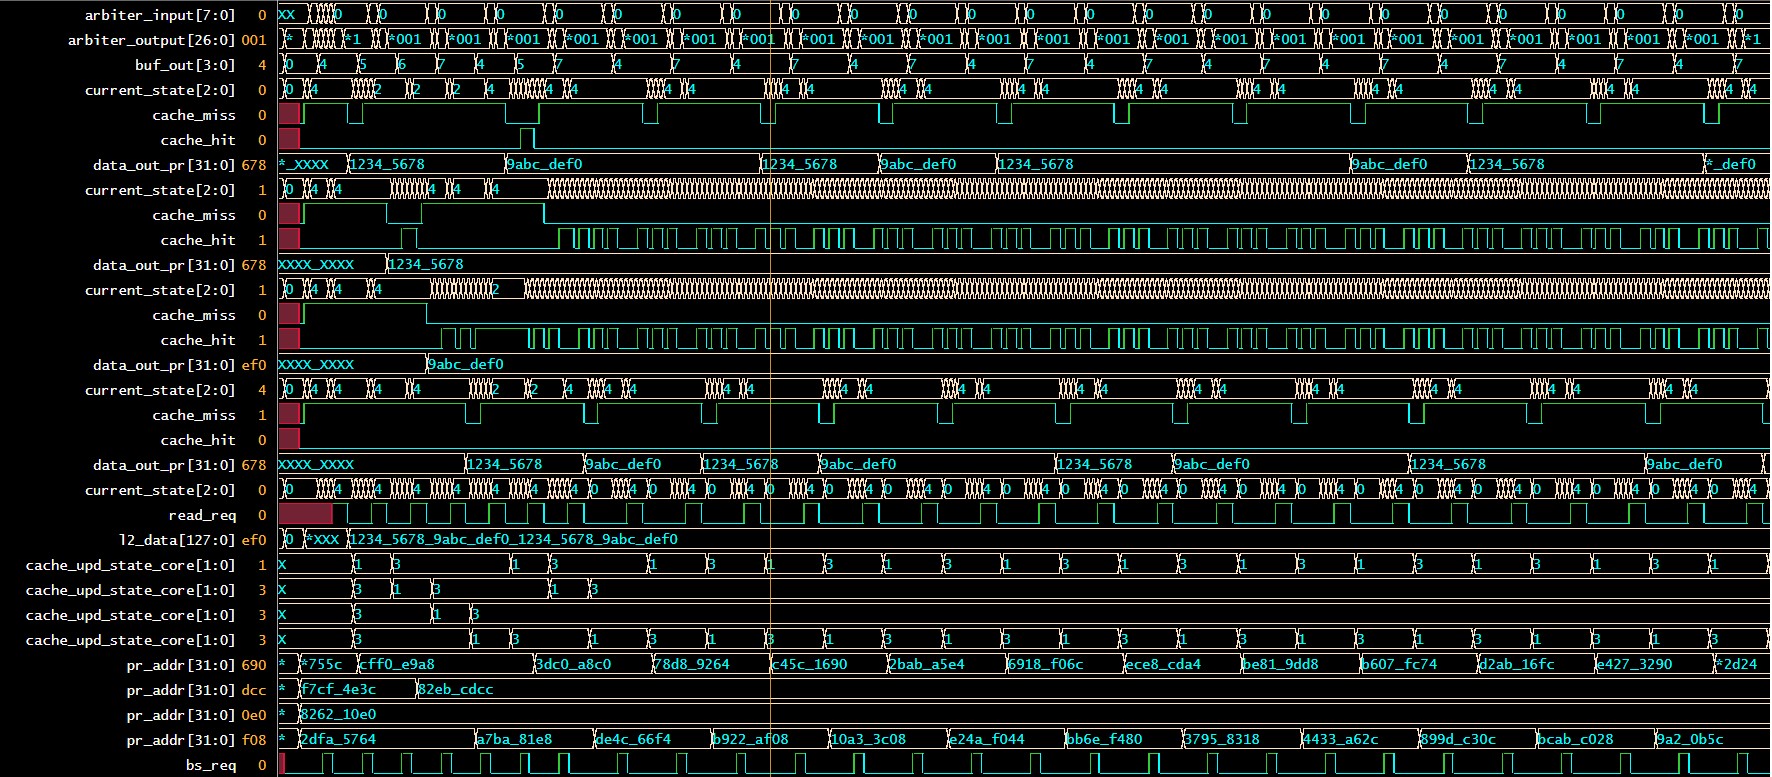 arbiter_input[7:0] 0 XX 0 0 0 0 0 0 0 0 0 0 0 0 0 0 0 0 0 0 0 0 0 0 0 0 0
arbiter_output[26:0] 001 * *1 *001 *001 *001 *001 *001 *001 *001 *001 *001 *001 *001 *001 *001 *001 *001 *001 *001 *001 *001 *001 *001 *001 *001 *1
buf_out[3:0] 4 0 4 5 6 7 4 5 7 4 7 4 7 4 7 4 7 4 7 4 7 4 7 4 7 4 7 4 7
current_state[2:0] 0 0 4 2 2 2 4 4 4 4 4 4 4 4 4 4 4 4 4 4 4 4 4 4 4 4 4 4 4
cache_miss 0
cache_hit 0
data_out_pr[31:0] 678 *_XXXX 1234_5678 9abc_def0 1234_5678 9abc_def0 1234_5678 9abc_def0 1234_5678 *_def0
current_state[2:0] 1 0 4 4 4 4 4
cache_miss 0
cache_hit 1
data_out_pr[31:0] 678 XXXX_XXXX 1234_5678
current_state[2:0] 1 0 4 4 4 2
cache_miss 0
cache_hit 1
data_out_pr[31:0] ef0 XXXX_XXXX 9abc_def0
current_state[2:0] 4 0 4 4 4 4 2 2 4 4 4 4 4 4 4 4 4 4 4 4 4 4 4 4 4 4 4 4 4
cache_miss 1
cache_hit 0
data_out_pr[31:0] 678 XXXX_XXXX 1234_5678 9abc_def0 1234_5678 9abc_def0 1234_5678 9abc_def0 1234_5678 9abc_def0
current_state[2:0] 0 0 4 4 4 4 4 4 4 0 4 0 4 0 4 0 4 0 4 0 4 0 4 0 4 0 4 0 4 0 4 0 4 0 4 0 4 0 4 0 4 0 4 0 4 0 4 0 4
read_req 0
l2_data[127:0] ef0 0 *XXX 1234_5678_9abc_def0_1234_5678_9abc_def0
cache_upd_state_core[1:0] 1 X 1 3 1 3 1 3 1 3 1 3 1 3 1 3 1 3 1 3 1 3 1 3 1
cache_upd_state_core[1:0] 3 X 3 1 3 1 3
cache_upd_state_core[1:0] 3 X 3 1 3
cache_upd_state_core[1:0] 3 X 3 1 3 1 3 1 3 1 3 1 3 1 3 1 3 1 3 1 3 1 3 1 3
pr_addr[31:0] 690 * *755c cff0_e9a8 3dc0_a8c0 78d8_9264 c45c_1690 2bab_a5e4 6918_f06c ece8_cda4 be81_9dd8 b607_fc74 d2ab_16fc e427_3290 *2d24
pr_addr[31:0] dcc * f7cf_4e3c 82eb_cdcc
pr_addr[31:0] 0e0 * 8262_10e0
pr_addr[31:0] f08 * 2dfa_5764 a7ba_81e8 de4c_66f4 b922_af08 10a3_3c08 e24a_f044 bb6e_f480 3795_8318 4433_a62c 899d_c30c bcab_c028 9a2_0b5c
bs_req 0